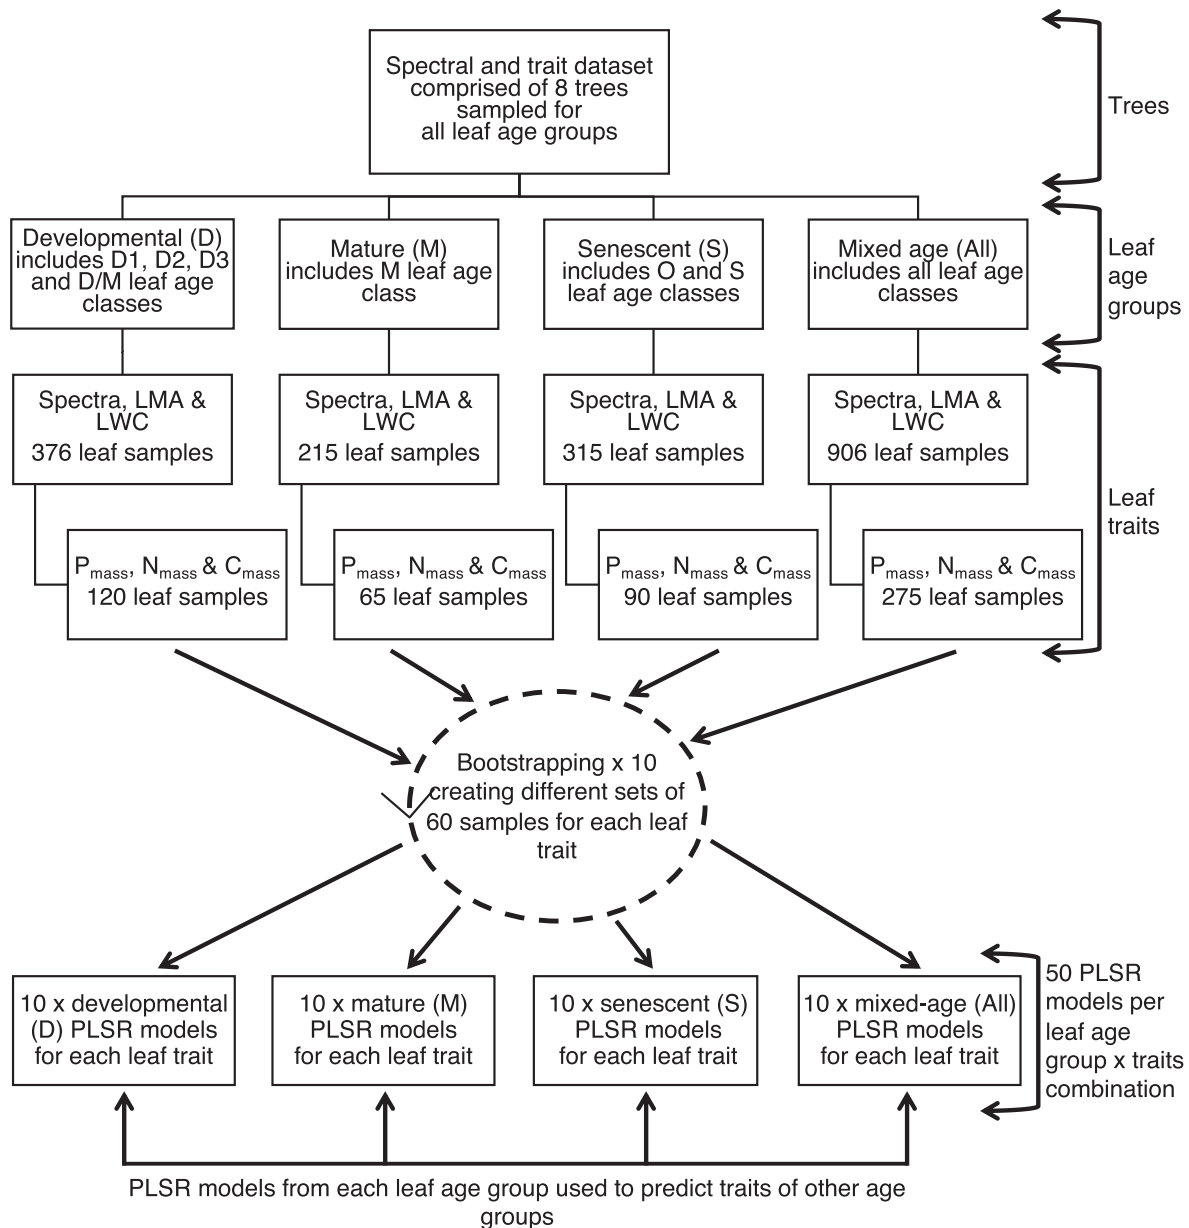 Spectral and trait dataset
comprised of 8 trees
sampled for
all leaf age groups
Trees
Developmental (D)
includes D1, D2, D3
and D/M leaf age
classes
Mature (M)
includes M leaf age
class
Senescent (S)
includes O and S
leaf age classes
Mixed age (All)
includes all leaf age
classes
Leaf
age
groups
Spectra, LMA &
LWC
376 leaf samples
Spectra, LMA &
LWC
215 leaf samples
Spectra, LMA &
LWC
315 leaf samples
Spectra, LMA &
LWC
906 leaf samples
Leaf
traits
Pmass, Nmass & Cmass
120 leaf samples
Pmass, Nmass & Cmass
65 leaf samples
Pmass, Nmass & Cmass
90 leaf samples
Pmass, Nmass & Cmass
275 leaf samples
Bootstrapping x 10
creating different sets of
60 samples for each leaf
trait
10 x developmental
(D) PLSR models
for each leaf trait
10 x mature (M)
PLSR models
for each leaf trait
10 x senescent (S)
PLSR models
for each leaf trait
10 x mixed-age (All)
PLSR models
for each leaf trait
50 PLSR
models per
leaf age
group x traits
combination
PLSR models from each leaf age group used to predict traits of other age
groups